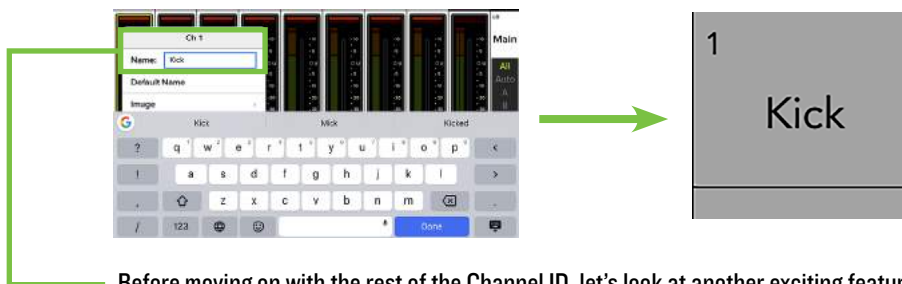 Ch 1
Main
Name: Kick
All
Auto
A
B
Default Name
Image
Kick Mick Kicked
? q w e r t y u i o p <
! a s d f g h j k l >
, z x c v b n m .
/ 123 Done
1
Kick
Before moving on with the rest of the Channel ID, let's look at another exciting featur